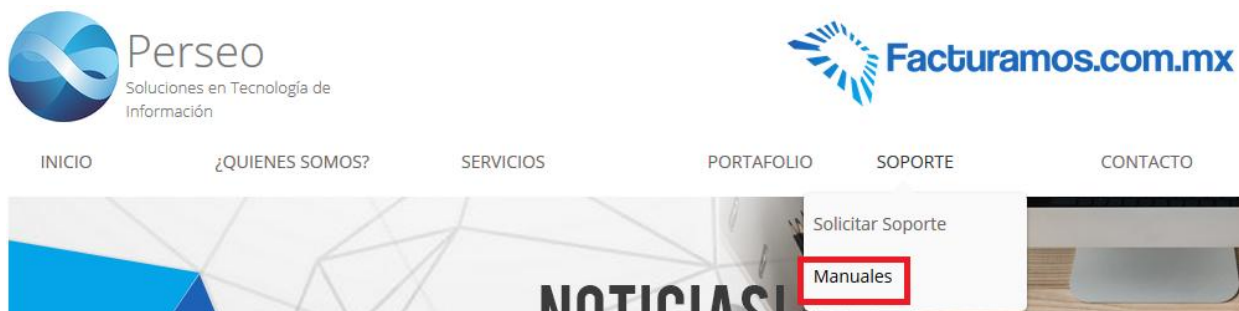 Perseo
Soluciones en Tecnología de
Información
Facturamos.com.mx
INICIO
¿QUIENES SOMOS?
SERVICIOS
PORTAFOLIO
SOPORTE
CONTACTO
Solicitar Soporte
Manuales
NOTICIAS!